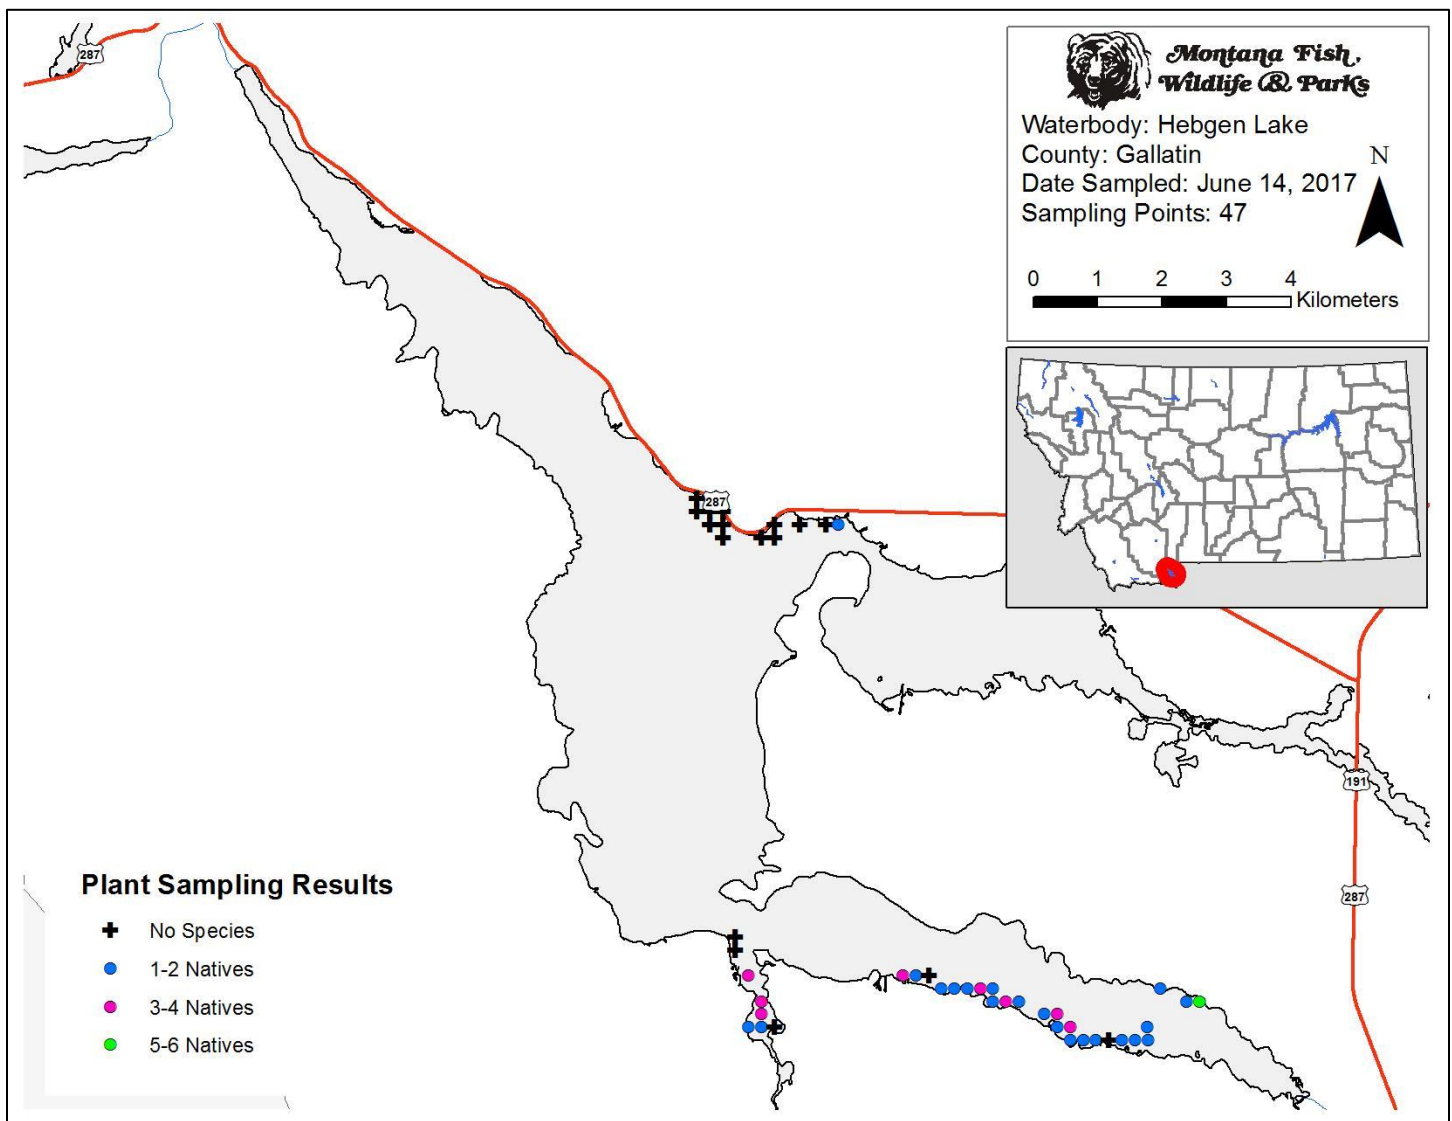 287
Montana Fish,
Wildlife & Parks
Waterbody: Hebgen Lake
County: Gallatin
Date Sampled: June 14, 2017
Sampling Points: 47
N
0 1 2 3 4
Kilometers
287
191
287
Plant Sampling Results
No Species
1-2 Natives
3-4 Natives
5-6 Natives